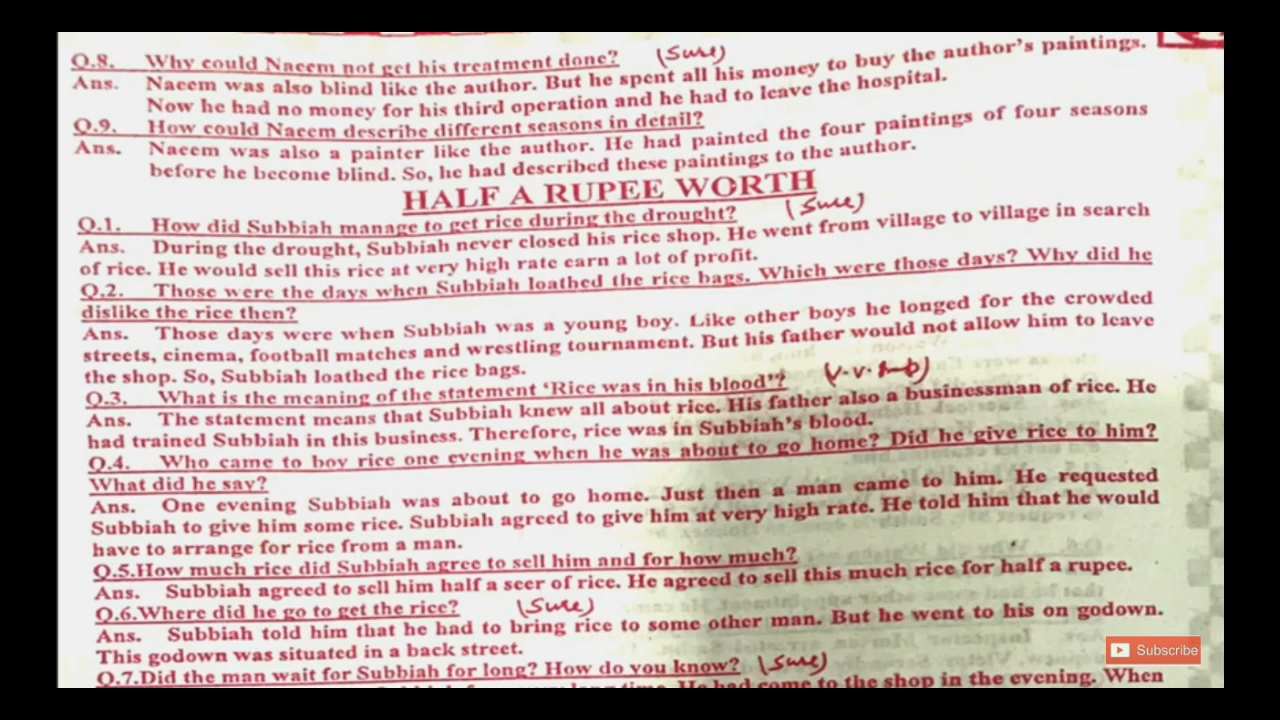 Q.8. Why could Naeem not get his treatment done? (Sure)
Ans. Naeem was also blind like the author. But he spent all his money to buy the author's paintings.
Now he had no money for his third operation and he had to leave the hospital.
Q.9. How could Naeem describe different seasons in detail?
Ans. Naeem was also a painter like the author. He had painted the four paintings of four seasons
before he become blind. So, he had described these paintings to the author.
HALF A RUPEE WORTH
Q.1. How did Subbiah manage to get rice during the drought? (Sure)
Ans. During the drought, Subbiah never closed his rice shop. He went from village to village in search
of rice. He would sell this rice at very high rate earn a lot of profit.
Q.2. Those were the days when Subbiah loathed the rice bags. Which were those days? Why did he
dislike the rice then?
Ans. Those days were when Subbiah was a young boy. Like other boys he longed for the crowded
streets, cinema, football matches and wrestling tournament. But his father would not allow him to leave
the shop. So, Subbiah loathed the rice bags.
Q.3. What is the meaning of the statement 'Rice was in his blood'? (v.v.Imb)
Ans. The statement means that Subbiah knew all about rice. His father also a businessman of rice. He
had trained Subbiah in this business. Therefore, rice was in Subbiah's blood.
Q.4. Who came to boy rice one evening when he was about to go home? Did he give rice to him?
What did he say?
Ans. One evening Subbiah was about to go home. Just then a man came to him. He requested
Subbiah to give him some rice. Subbiah agreed to give him at very high rate. He told him that he would
have to arrange for rice from a man.
Q.5.How much rice did Subbiah agree to sell him and for how much?
Ans. Subbiah agreed to sell him half a seer of rice. He agreed to sell this much rice for half a rupee.
Q.6.Where did he go to get the rice? (Sure)
Ans. Subbiah told him that he had to bring rice to some other man. But he went to his on godown.
This godown was situated in a back street.
Subscribe
Q.7.Did the man wait for Subbiah for long? How do you know? (Sure)
He had come to the shop in the evening. When